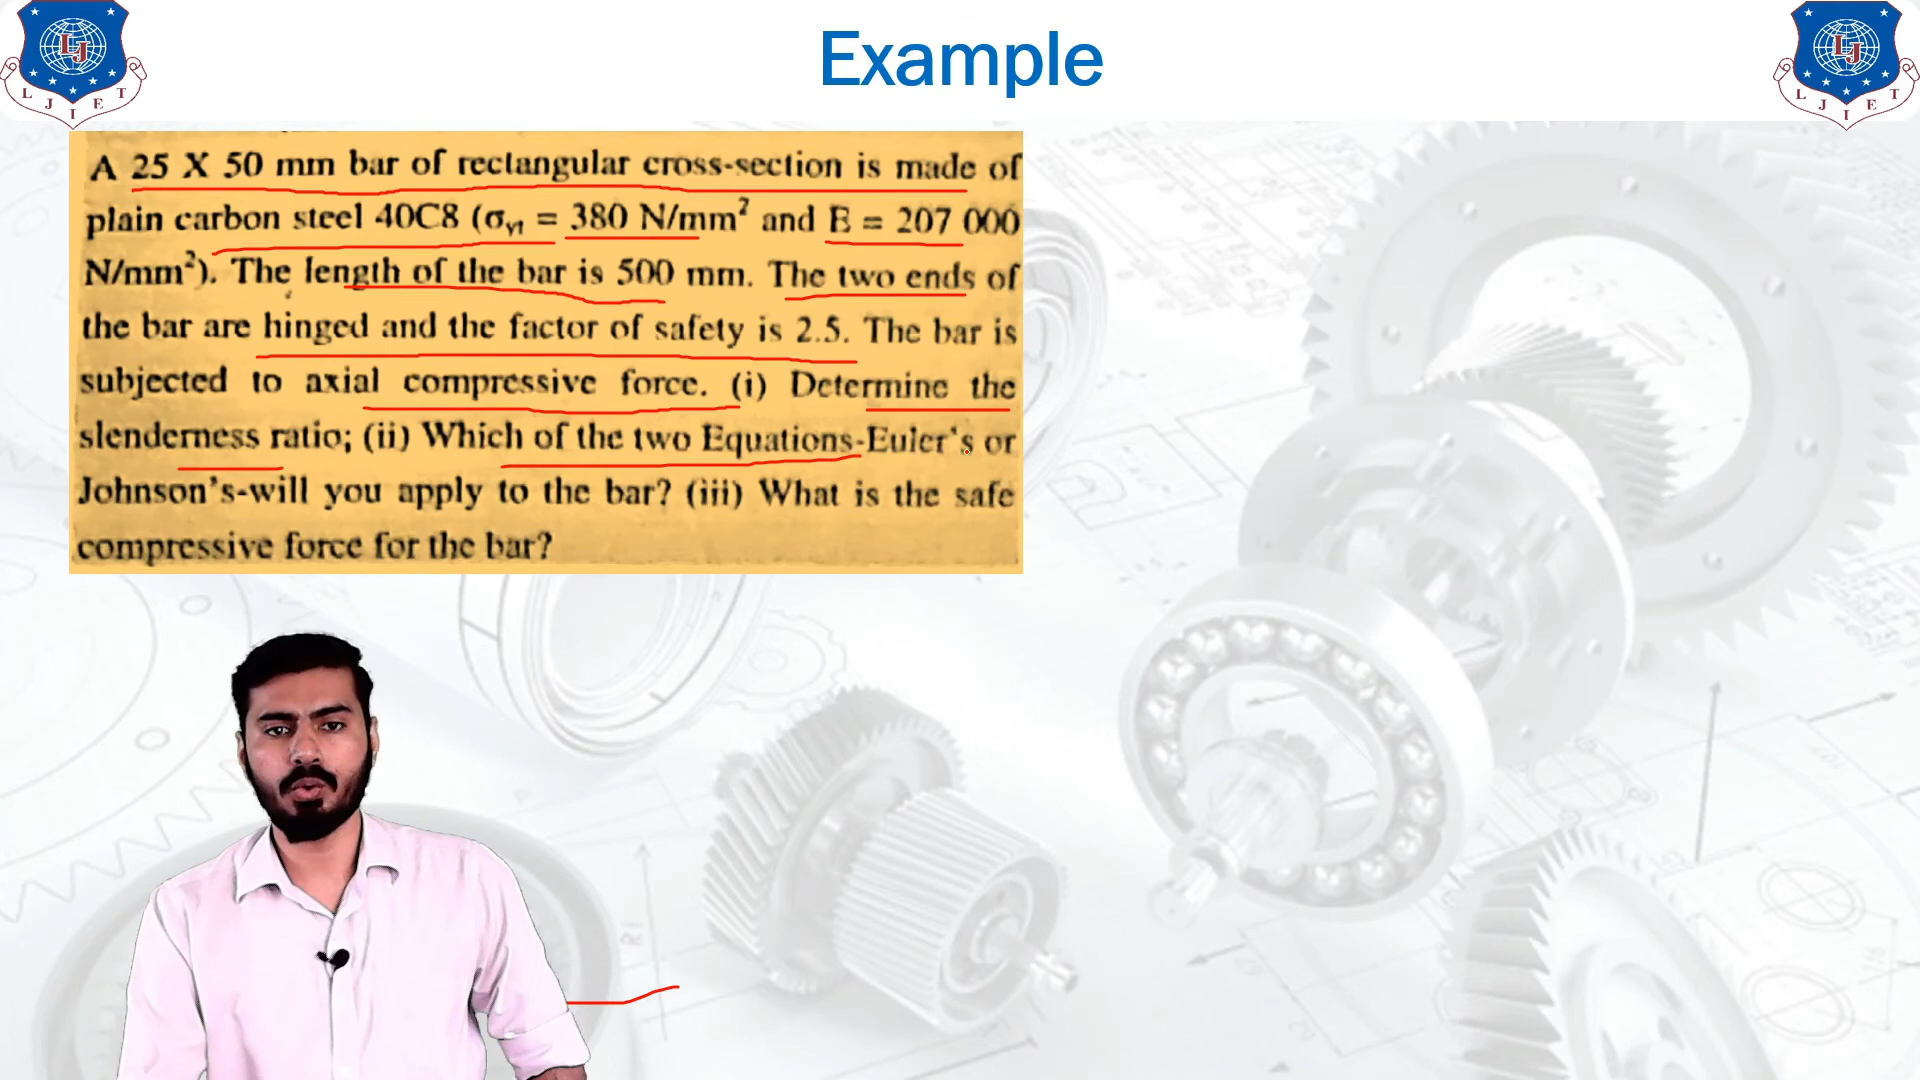 Example
LJ
L J I E T
LJ
L J I E T
A 25 X 50 mm bar of rectangular cross-section is made of
plain carbon steel 40C8 (σyt = 380 N/mm² and E = 207 000
N/mm²). The length of the bar is 500 mm. The two ends of
the bar are hinged and the factor of safety is 2.5. The bar is
subjected to axial compressive force. (i) Determine the
slenderness ratio; (ii) Which of the two Equations-Euler's or
Johnson's-will you apply to the bar? (iii) What is the safe
compressive force for the bar?